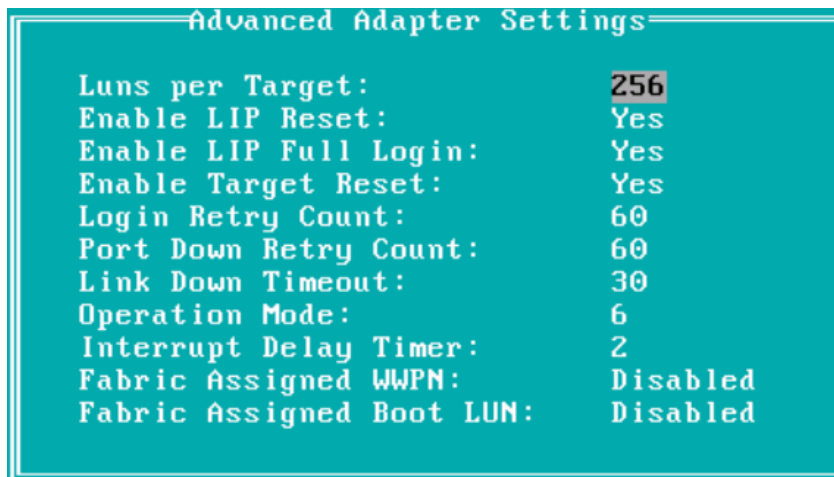 Advanced Adapter Settings
Luns per Target: 256
Enable LIP Reset: Yes
Enable LIP Full Login: Yes
Enable Target Reset: Yes
Login Retry Count: 60
Port Down Retry Count: 60
Link Down Timeout: 30
Operation Mode: 6
Interrupt Delay Timer: 2
Fabric Assigned WWPN: Disabled
Fabric Assigned Boot LUN: Disabled